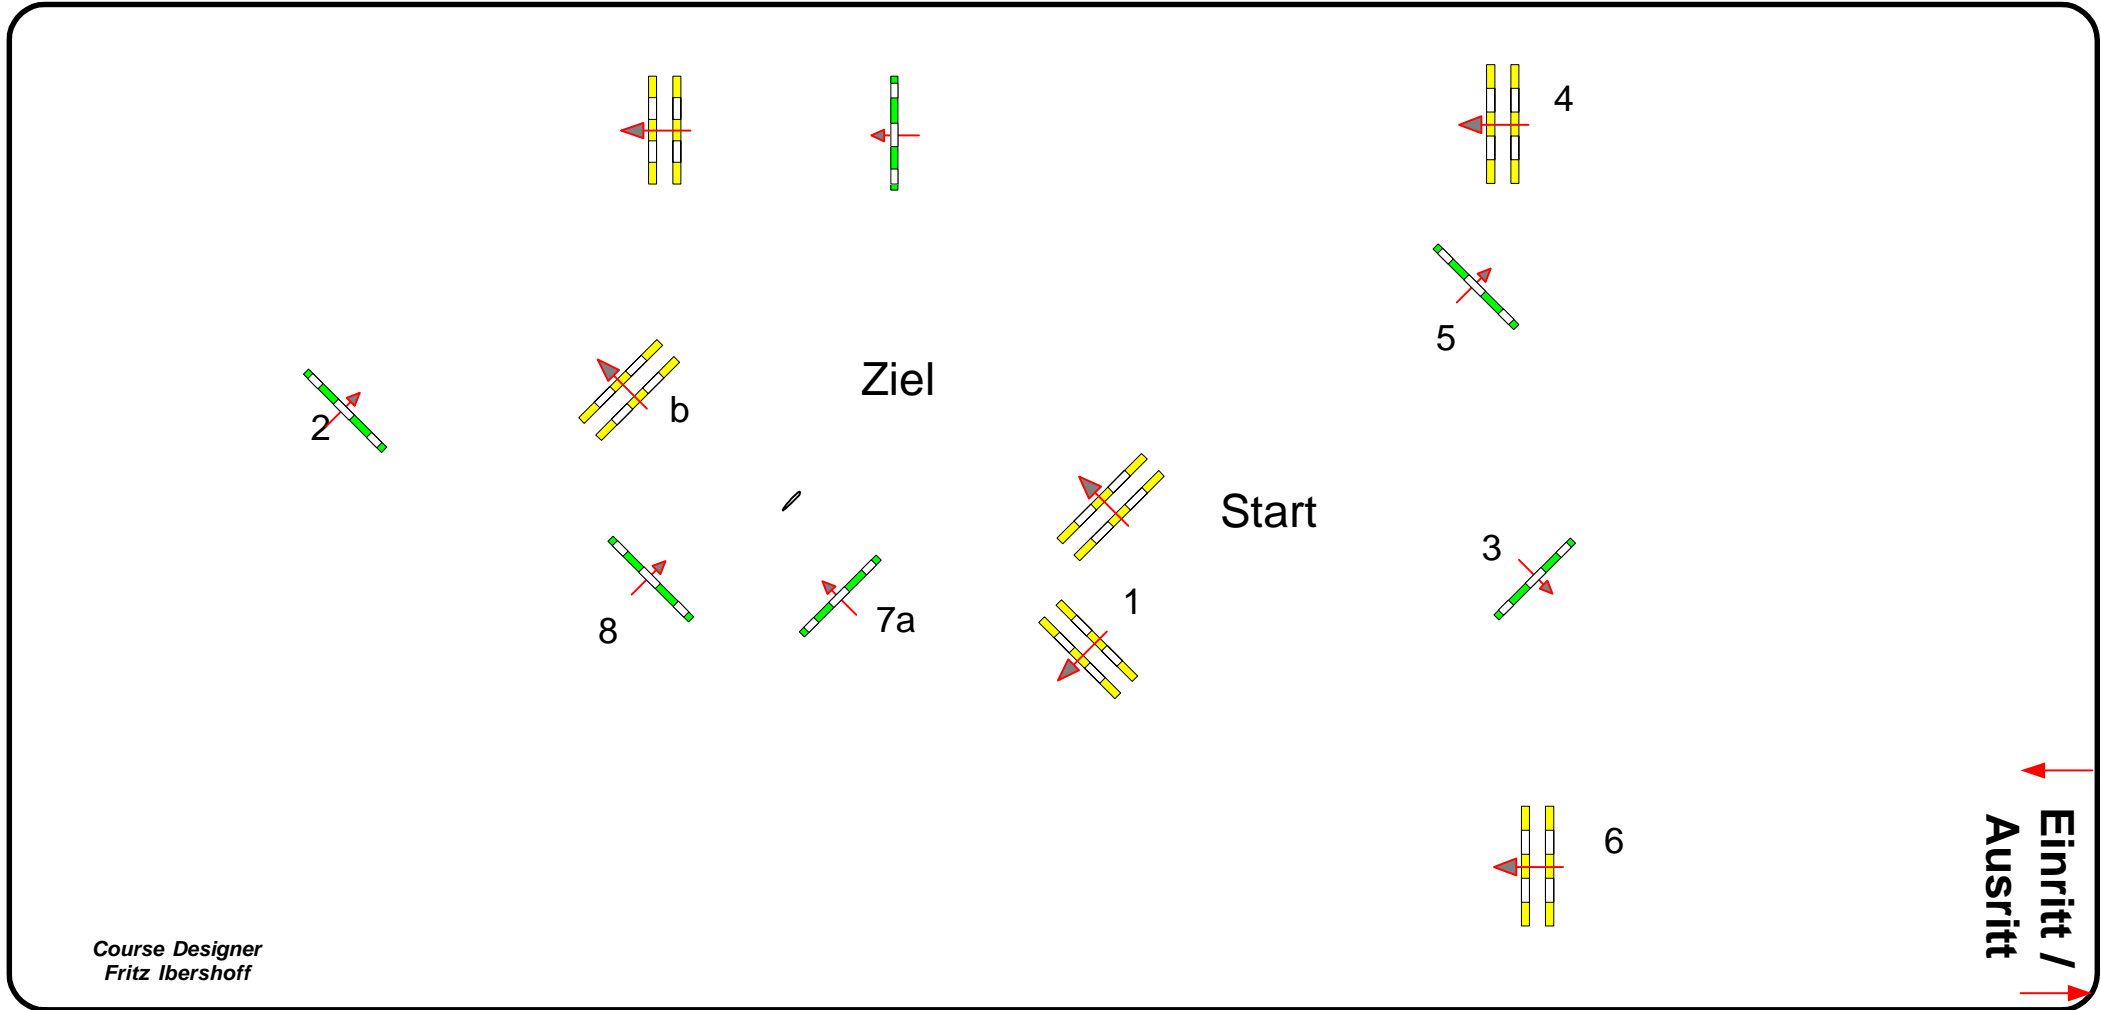 4
5
Ziel
b
2
Start
3
1
7a
8
6
Einritt /
Ausritt
Course Designer
Fritz Ibershoff